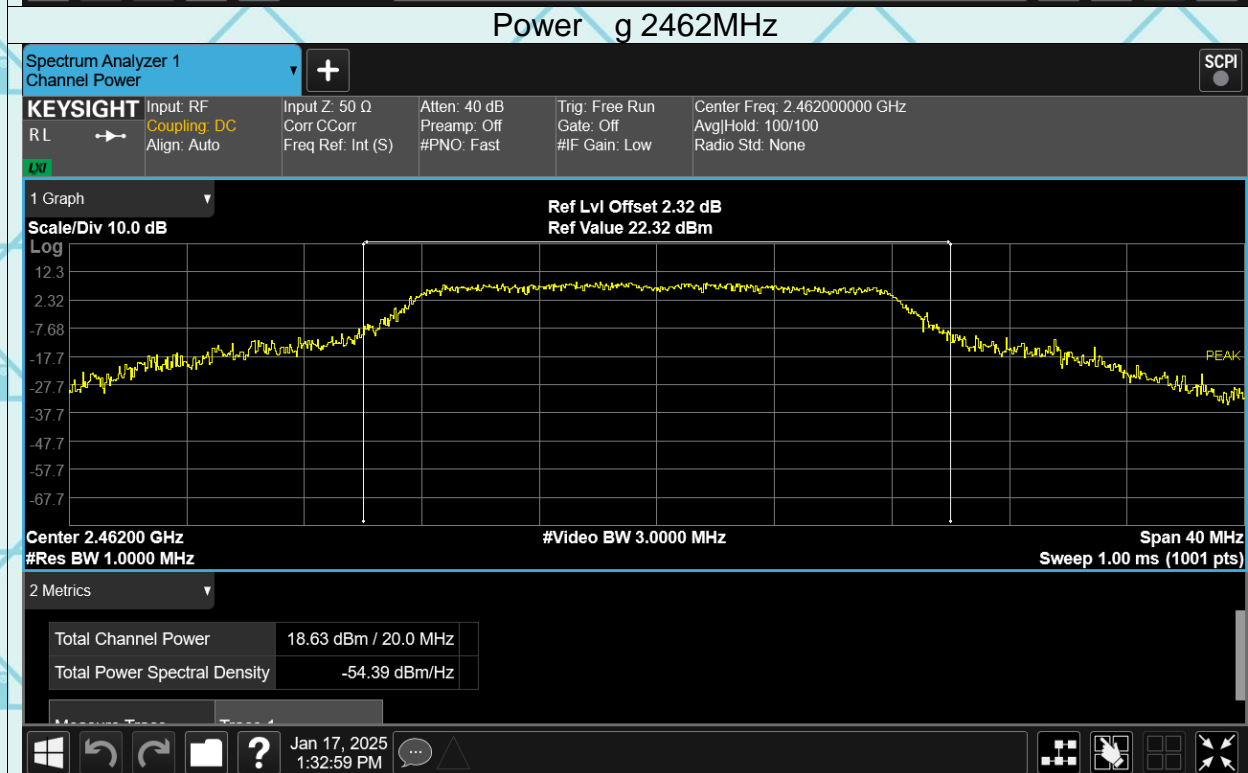 Power g 2462MHz
Spectrum Analyzer 1
Channel Power
SCPI
KEYSIGHT Input: RF
RL Coupling: DC
Align: Auto
LXI
Input Z: 50 Ω
Corr CCorr
Freq Ref: Int (S)
Atten: 40 dB
Preamp: Off
#PNO: Fast
Trig: Free Run
Gate: Off
#IF Gain: Low
Center Freq: 2.462000000 GHz
Avg|Hold: 100/100
Radio Std: None
1 Graph
Scale/Div 10.0 dB
Ref Lvl Offset 2.32 dB
Ref Value 22.32 dBm
Log
12.3
2.32
-7.68
-17.7
-27.7
-37.7
-47.7
-57.7
-67.7
PEAK
Center 2.46200 GHz
#Res BW 1.0000 MHz
#Video BW 3.0000 MHz
Span 40 MHz
Sweep 1.00 ms (1001 pts)
2 Metrics
Total Channel Power 18.63 dBm / 20.0 MHz
Total Power Spectral Density -54.39 dBm/Hz
Measure Trace Trace 1
Jan 17, 2025
1:32:59 PM